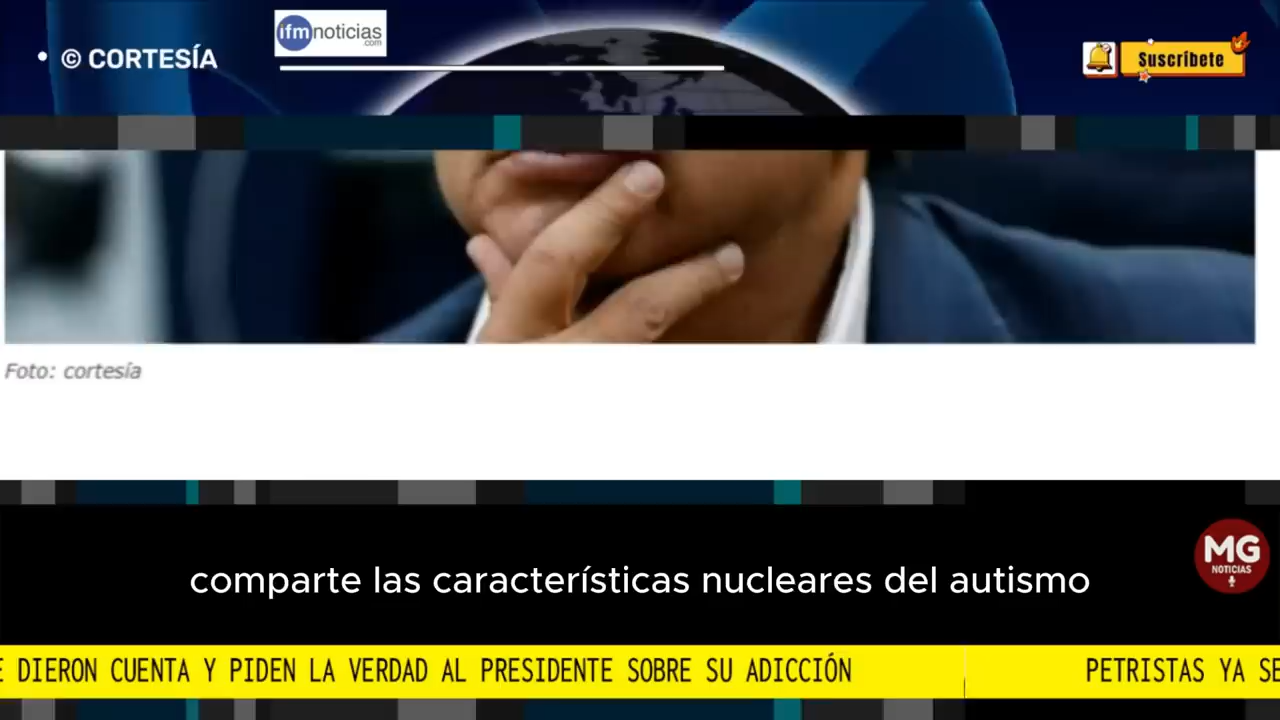 © CORTESÍA
ifmnoticias
.com
Suscríbete
Foto: cortesía
comparte las características nucleares del autismo
MG
NOTICIAS
E DIERON CUENTA Y PIDEN LA VERDAD AL PRESIDENTE SOBRE SU ADICCIÓN PETRISTAS YA SE